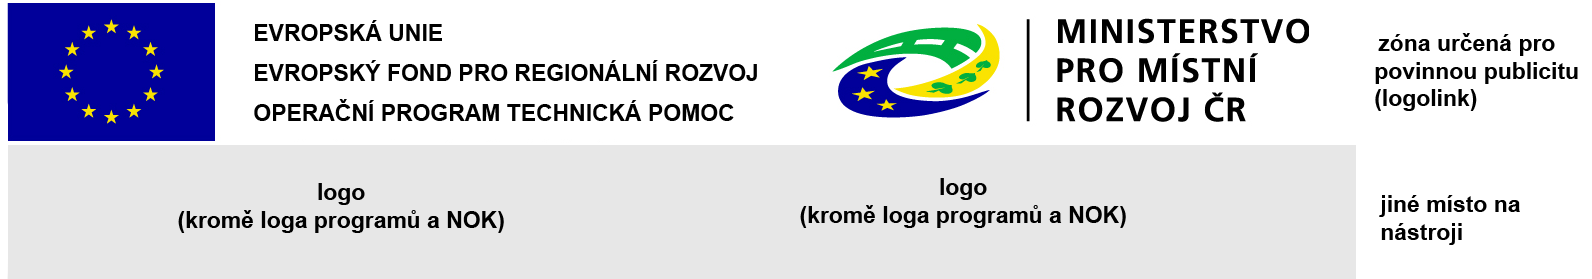 EVROPSKÁ UNIE
EVROPSKÝ FOND PRO REGIONÁLNÍ ROZVOJ
OPERAČNÍ PROGRAM TECHNICKÁ POMOC
MINISTERSTVO
PRO MÍSTNÍ
ROZVOJ ČR
zóna určená pro
povinnou publicitu
(logolink)
logo
(kromě loga programů a NOK)
logo
(kromě loga programů a NOK)
jiné místo na
nástroji